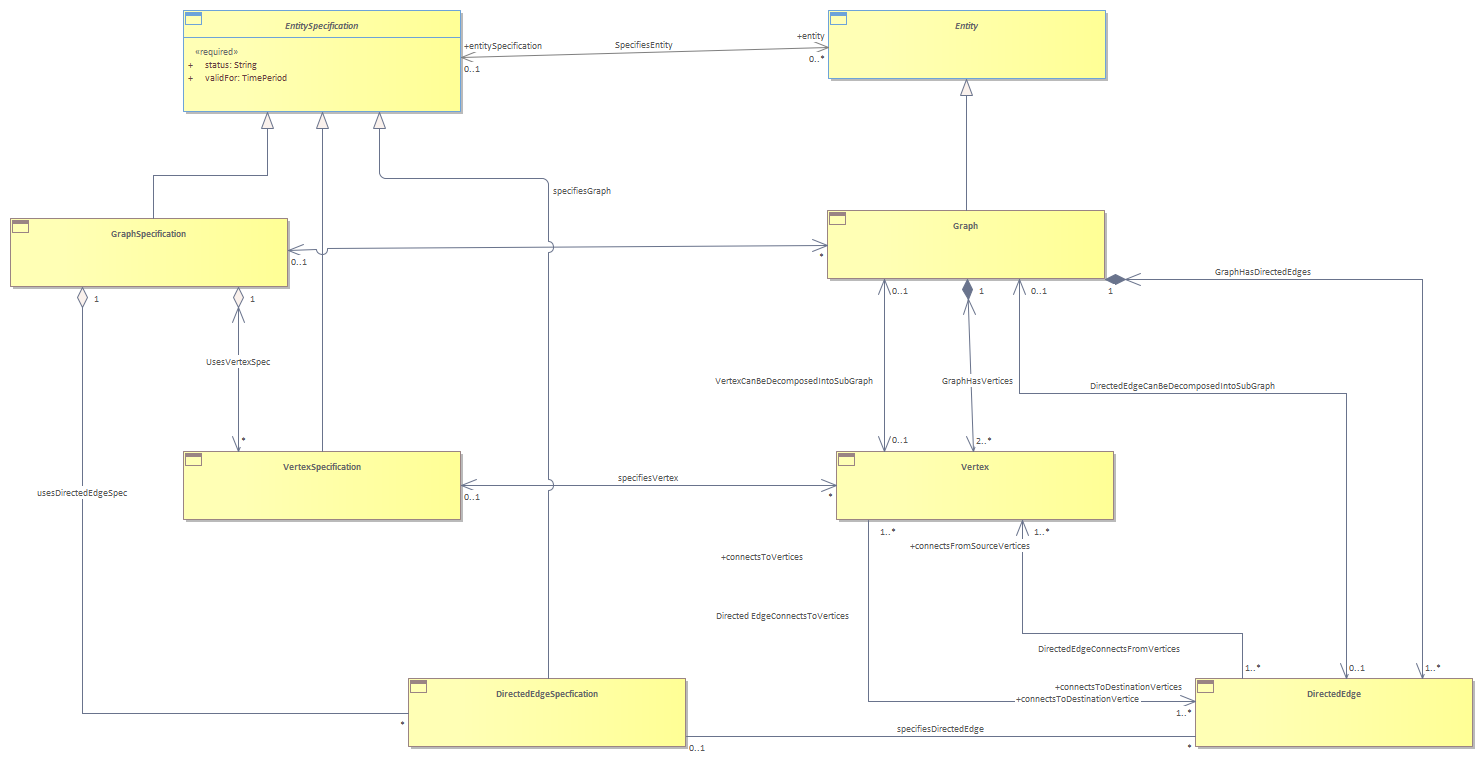 EntitySpecification
«required»
+ status: String
+ validFor: TimePeriod
+entitySpecification
0..1
SpecifiesEntity
+entity
0..*
Entity
specifiesGraph
GraphSpecification
0..1
*
Graph
1
1
0..1
1
0..1
1
GraphHasDirectedEdges
UsesVertexSpec
VertexCanBeDecomposedIntoSubGraph
GraphHasVertices
DirectedEdgeCanBeDecomposedIntoSubGraph
*
0..1
2..*
VertexSpecification
0..1
specifiesVertex
*
Vertex
usesDirectedEdgeSpec
1..*
1..*
+connectsFromSourceVertices
+connectsToVertices
Directed EdgeConnectsToVertices
DirectedEdgeConnectsFromVertices
1..*
0..1
1..*
+connectsToDestinationVertices
+connectsToDestinationVertice
1..*
DirectedEdgeSpecfication
*
DirectedEdge
0..1
specifiesDirectedEdge
*